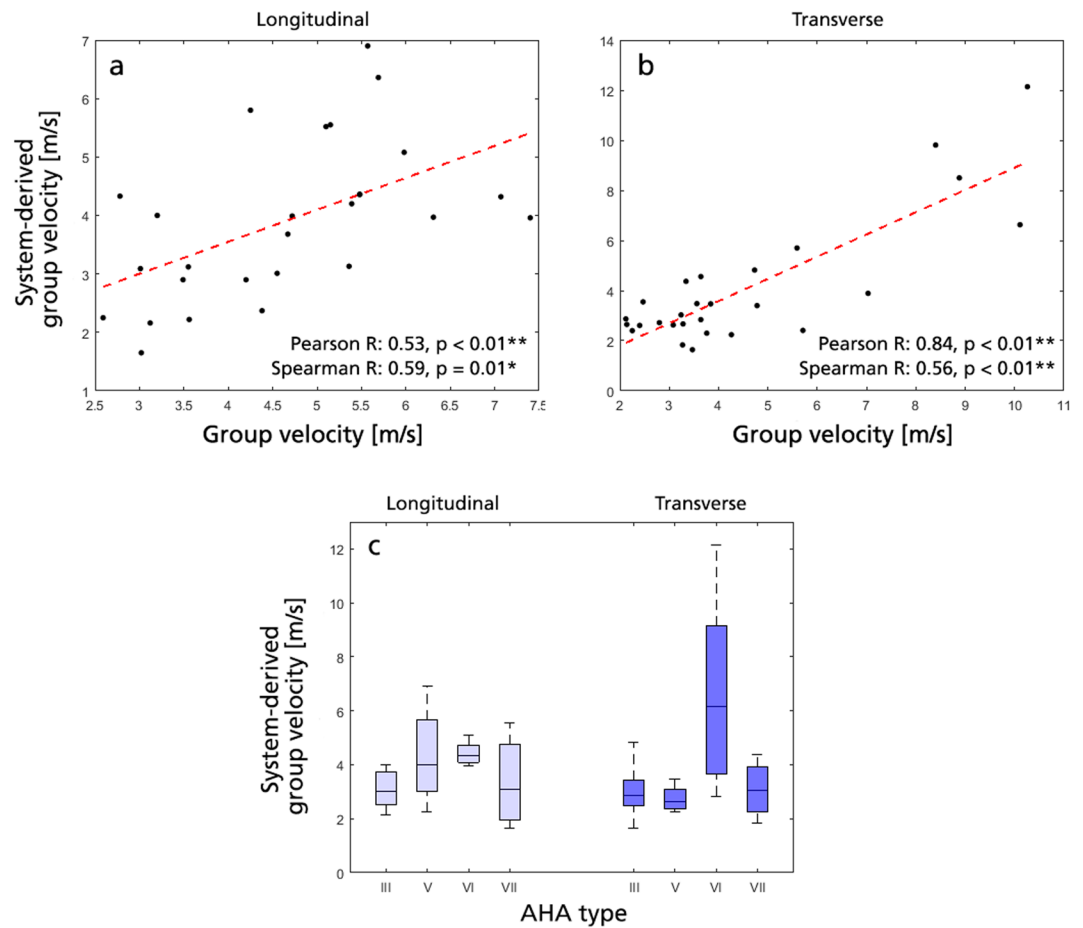 Longitudinal
a
7
6
5
4
3
2
1
System-derived
group velocity [m/s]
Pearson R: 0.53, p < 0.01**
Spearman R: 0.59, p = 0.01*
2.5 3 3.5 4 4.5 5 5.5 6 6.5 7 7.5
Group velocity [m/s]
Transverse
b
14
12
10
8
6
4
2
0
Pearson R: 0.84, p < 0.01**
Spearman R: 0.56, p < 0.01**
2 3 4 5 6 7 8 9 10 11
Group velocity [m/s]
Longitudinal Transverse
c
12
10
8
6
4
2
0
System-derived
group velocity [m/s]
III V VI VII III V VI VII
AHA type